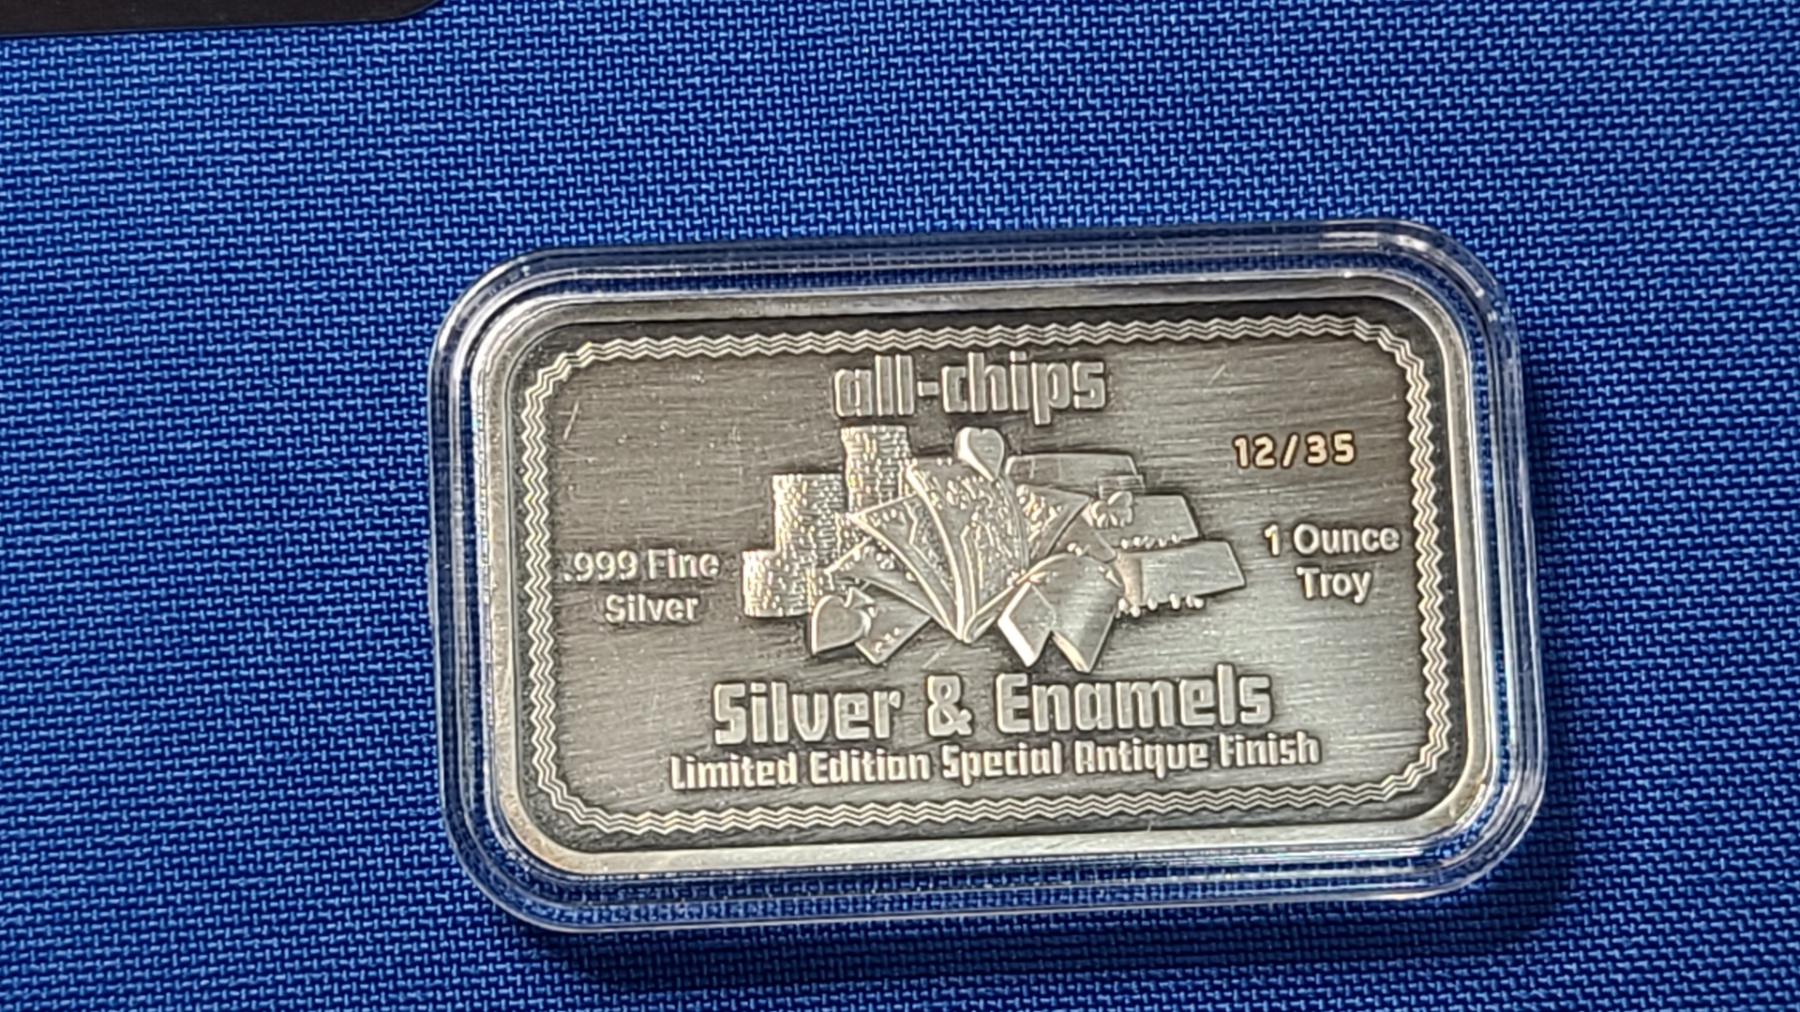 all-chips
12/35
.999 Fine
Silver
1 Ounce
Troy
Silver & Enamels
Limited Edition Special Antique Finish